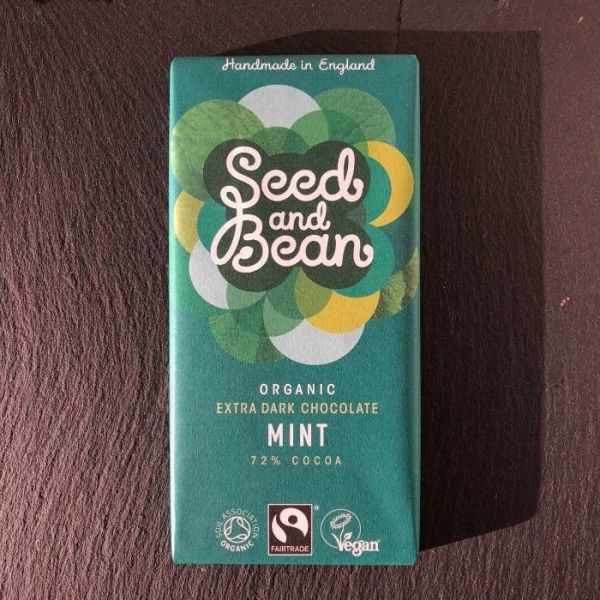 Handmade in England
Seed
and
Bean
ORGANIC
EXTRA DARK CHOCOLATE
MINT
72% COCOA
SOIL ASSOCIATION
ORGANIC
FAIRTRADE
®
Vegan